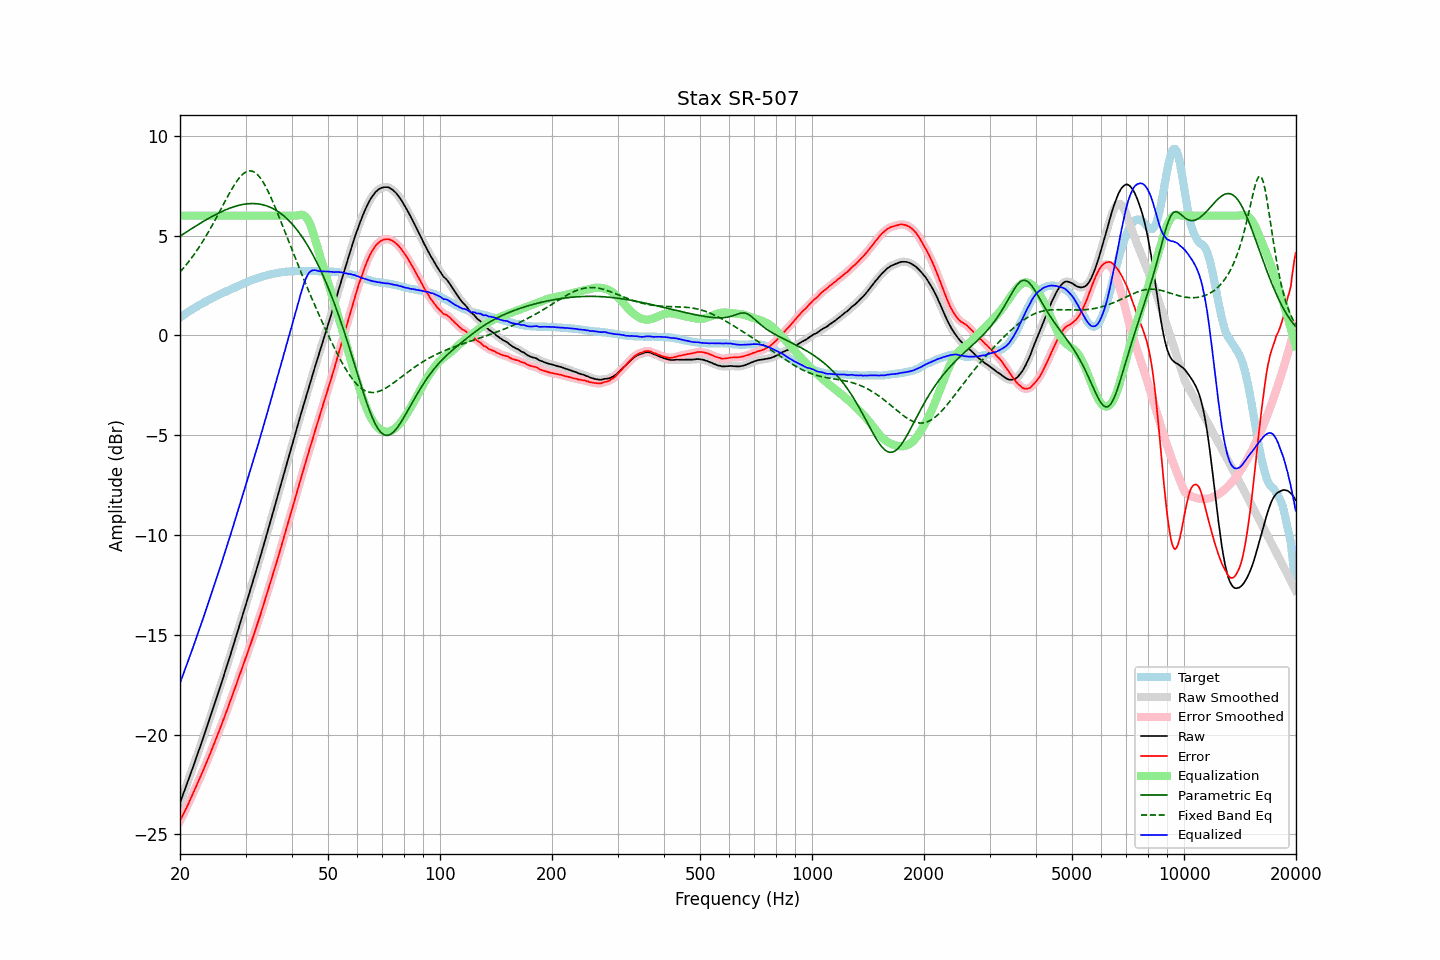 Stax SR-507
Amplitude (dBr)
10
5
0
−5
−10
−15
−20
−25
20
50
100
200
500
1000
2000
5000
10000
20000
Frequency (Hz)
Target
Raw Smoothed
Error Smoothed
Raw
Error
Equalization
Parametric Eq
Fixed Band Eq
Equalized